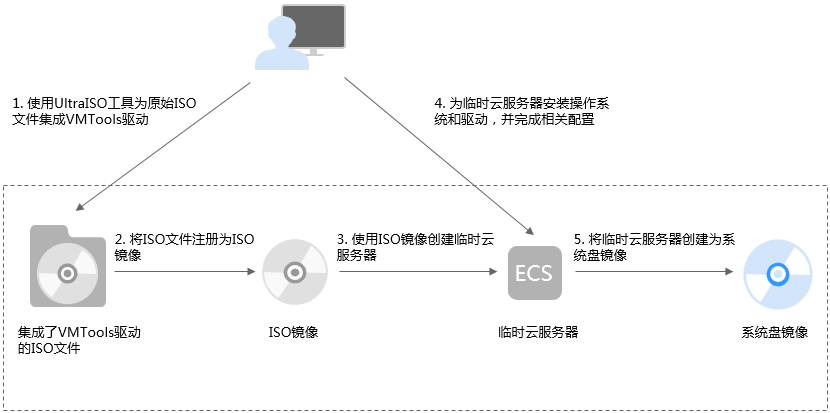 1. 使用UltraISO工具为原始ISO
文件集成VMTools驱动
4. 为临时云服务器安装操作系
统和驱动，并完成相关配置
2. 将ISO文件注册为ISO
镜像
3. 使用ISO镜像创建临时云
服务器
5. 将临时云服务器创建为系
统盘镜像
ECS
集成了VMTools驱动
的ISO文件
ISO镜像
临时云服务器
系统盘镜像